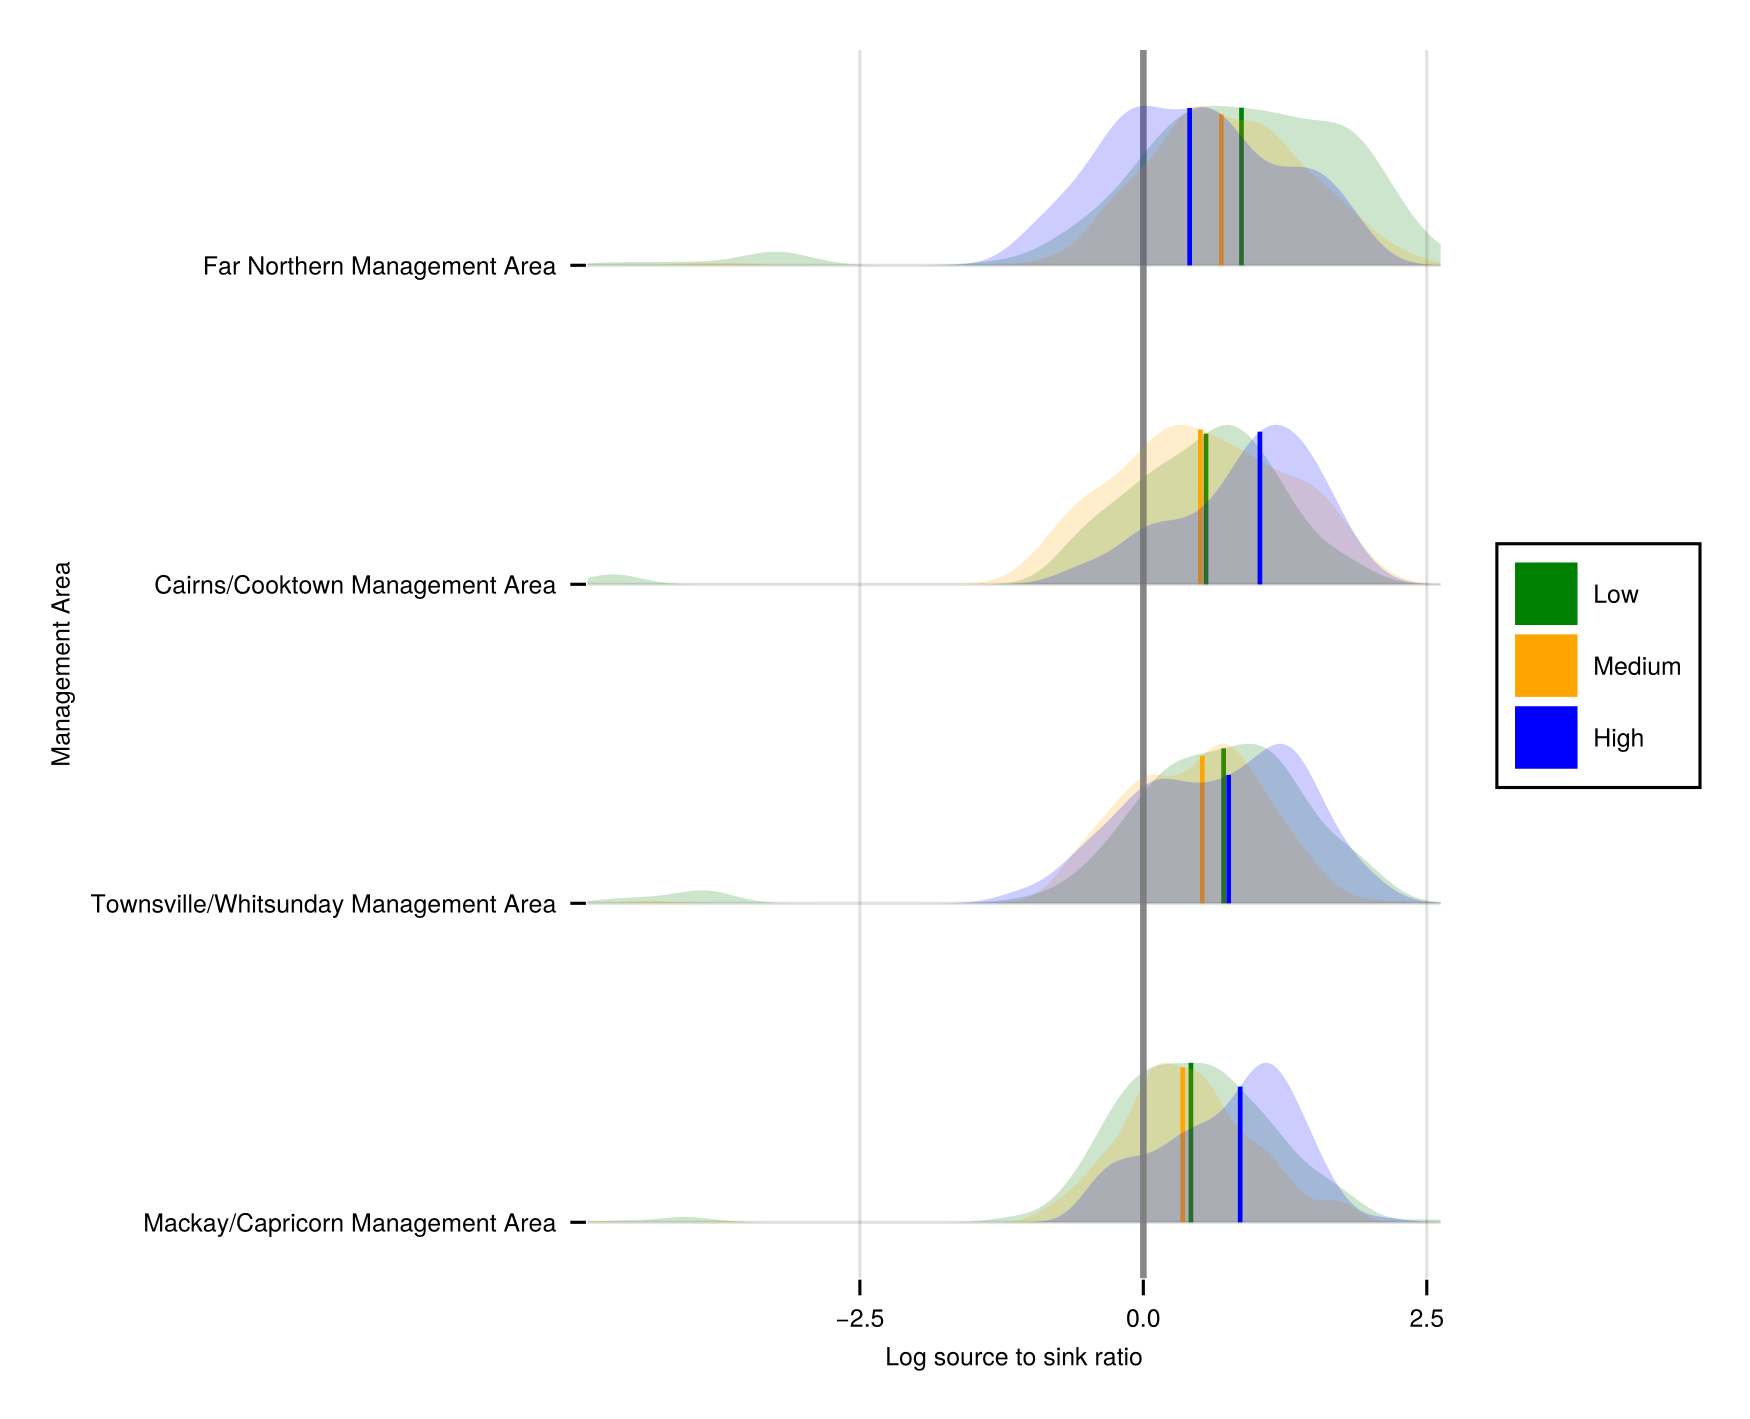 Far Northern Management Area
Cairns/Cooktown Management Area
Townsville/Whitsunday Management Area
Mackay/Capricorn Management Area
Management Area
Low
Medium
High
−2.5
0.0
2.5
Log source to sink ratio